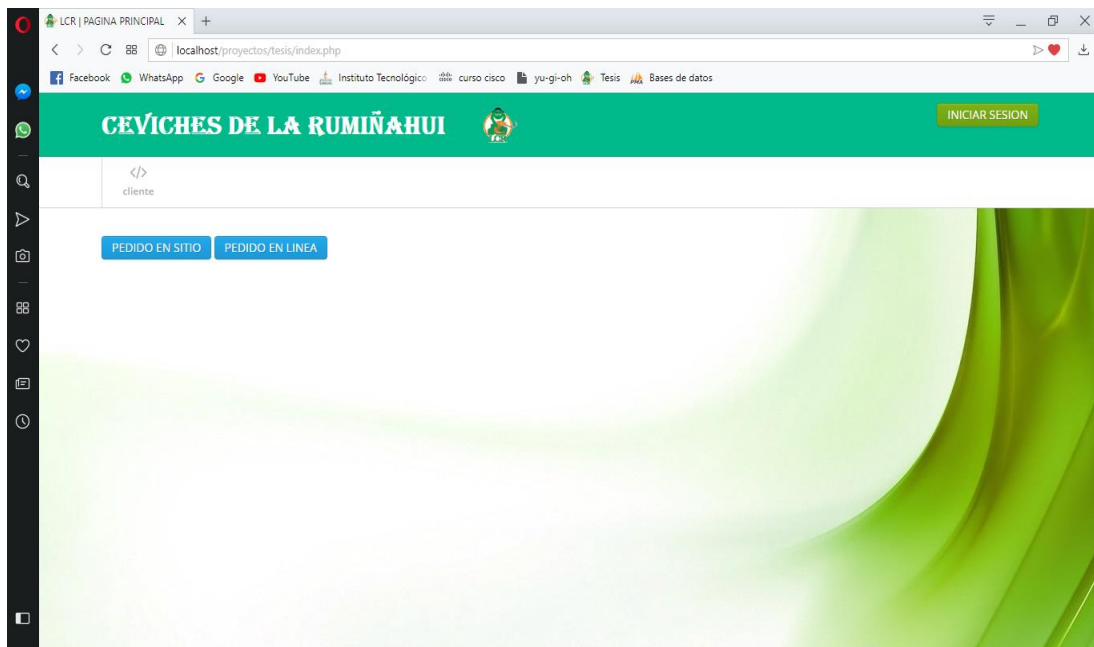 LCR | PAGINA PRINCIPAL
localhost/proyectos/tesis/index.php
Facebook WhatsApp Google YouTube Instituto Tecnológico curso cisco yu-gi-oh Tesis Bases de datos
CEVICHES DE LA RUMIÑAHUI
LCR
INICIAR SESION
</>
cliente
PEDIDO EN SITIO PEDIDO EN LINEA